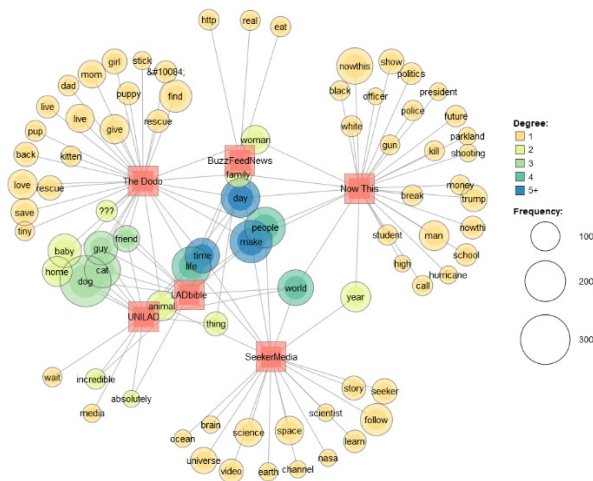 http
real
eat
girl
stick
&#10084;
mom
dad
puppy
find
live
live
give
rescue
pup
back
kitten
love
rescue
save
tiny
The Dodo
???
woman
BuzzFeedNews
family
day
people
make
nowthis
show
politics
black
officer
president
police
white
future
gun
parkland
kill
shooting
Now This
break
money
trump
student
man
nowthi
school
high
hurricane
call
friend
guy
baby
home
cat
dog
time
life
LADbible
animal
UNILAD
thing
world
year
wait
incredible
media
absolutely
SeekerMedia
story
seeker
scientist
follow
brain
space
science
ocean
learn
universe
nasa
video
earth
channel
Degree:
1
2
3
4
5+
Frequency:
100
200
300